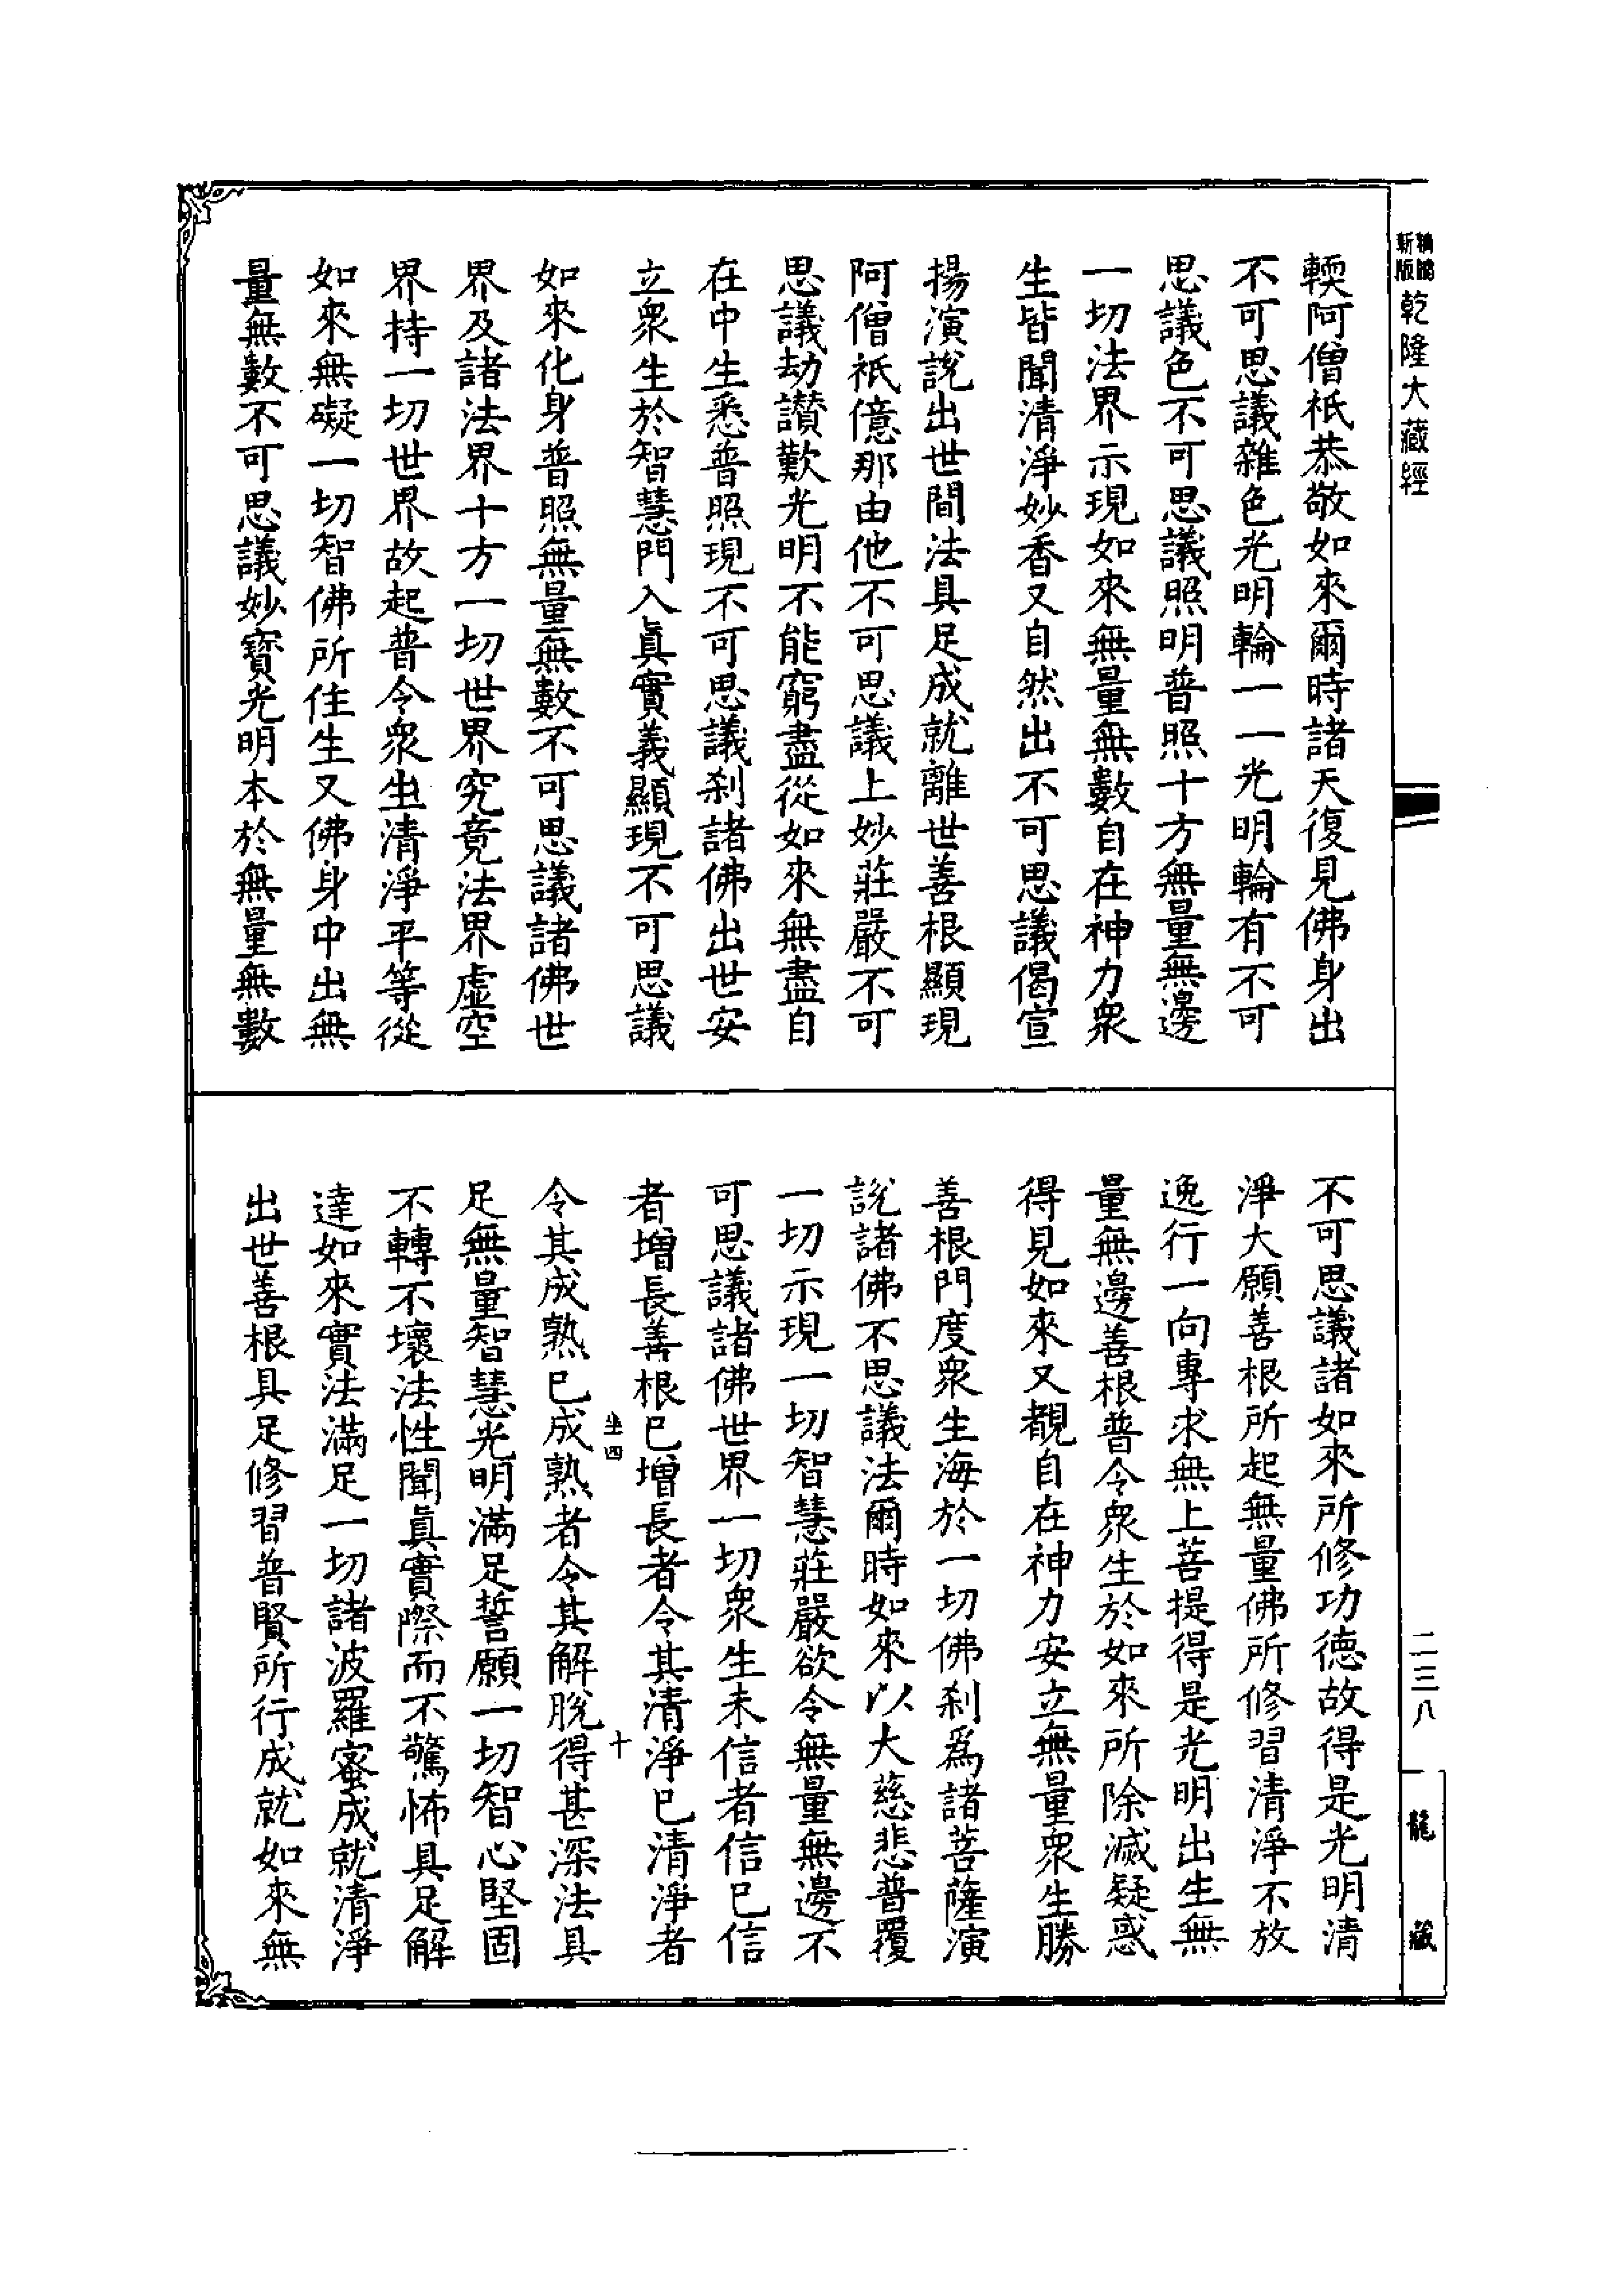 乾隆大藏經
新版
輭阿僧祇恭敬如來爾時諸天復見佛身出
不可思議雜色光明輪一一光明輪有不可
思議色不可思議照明普照十方無量無邊
一切法界示現如來無量無數自在神力衆
生皆聞清淨妙香又自然出不可思議偈宣
揚演說出世間法具足成就離世善根顯現
阿僧祇億那由他不可思議上妙莊嚴不可
思議劫讃歎光明不能窮盡從如來無盡自
在中生悉普照現不可思議刹諸佛出世安
立衆生於智慧門入眞實義顯現不可思議
如來化身普照無量無數不可思議諸佛世
界及諸法界十方一切世界究竟法界虛空
界持一切世界故起普令衆生清淨平等從
如來無礙一切智佛所住生又佛身中出無
量無數不可思議妙寳光明本於無量無數
不可思議諸如來所修功德故得是光明清
淨大願善根所起無量佛所修習清淨不放
逸行一向專求無上菩提得是光明出生無
量無邊善根普令衆生於如來所除滅疑惑
得見如來又覩自在神力安立無量衆生勝
善根門度衆生海於一切佛刹爲諸菩薩演
說諸佛不思議法爾時如來以大慈悲普覆
一切示現一切智慧莊嚴欲令無量無邊不
可思議諸佛世界一切衆生未信者信已信
者增長善根已增長者令其清淨已清淨者
坐四
十
令其成熟已成熟者令其解脫得甚深法具
足無量智慧光明滿足誓願一切智心堅固
不轉不壞法性聞眞實際而不驚怖具足解
達如來實法滿足一切諸波羅蜜成就清淨
出世善根具足修習普賢所行成就如來無
二三八
龍藏